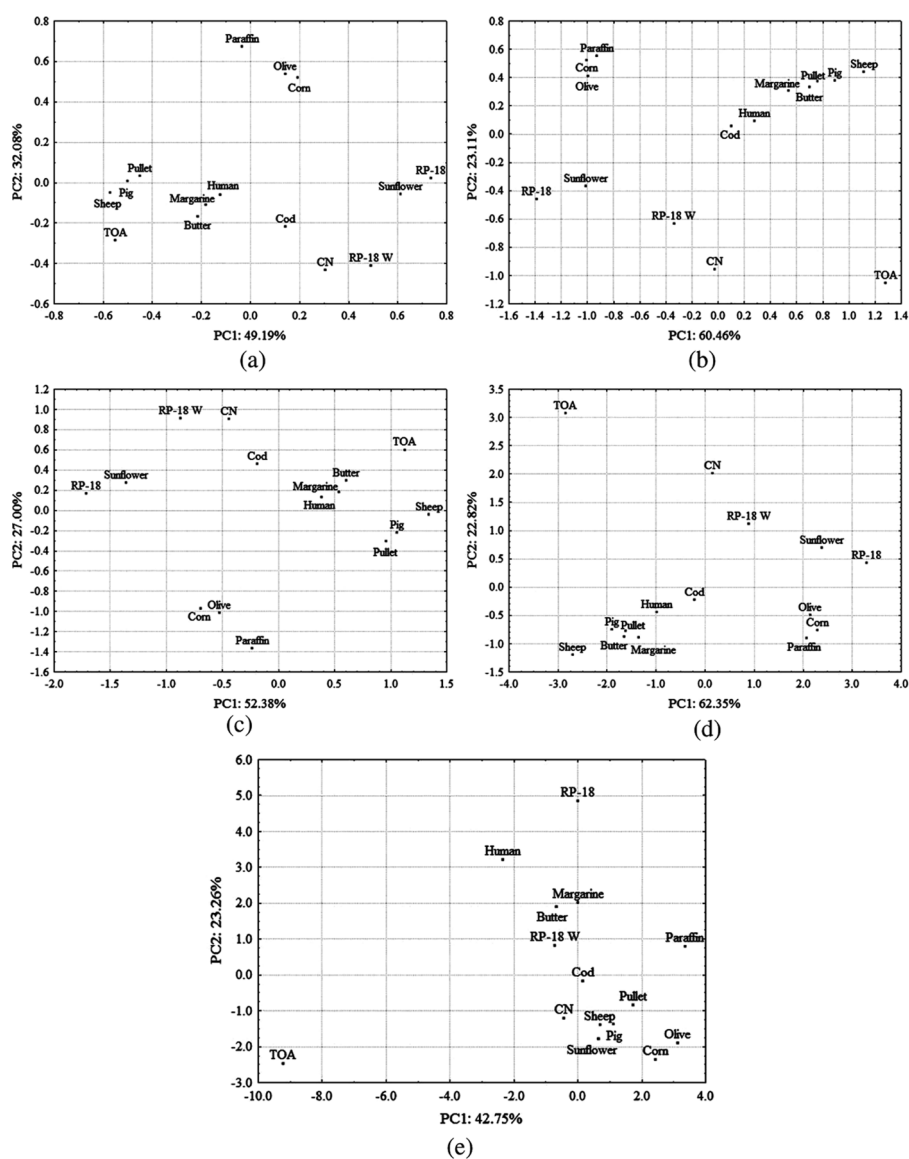 0.8
0.6
0.4
0.2
0.0
-0.2
-0.4
-0.6
PC2: 32.08%
Paraffin
Olive
Corn
Pullet
Pig
Sheep
TOA
Human
Margarine
Butter
Cod
CN
RP-18 W
Sunflower
RP-18
-0.8 -0.6 -0.4 -0.2 0.0 0.2 0.4 0.6 0.8
PC1: 49.19%
(a)
0.8
0.6
0.4
0.2
0.0
-0.2
-0.4
-0.6
-0.8
-1.0
-1.2
PC2: 23.11%
Paraffin
Corn
Olive
Sheep
Pullet
Pig
Margarine
Butter
Human
Cod
Sunflower
RP-18
RP-18 W
CN
TOA
-1.6 -1.4 -1.2 -1.0 -0.8 -0.6 -0.4 -0.2 0.0 0.2 0.4 0.6 0.8 1.0 1.2 1.4
PC1: 60.46%
(b)
1.2
1.0
0.8
0.6
0.4
0.2
0.0
-0.2
-0.4
-0.6
-0.8
-1.0
-1.2
-1.4
-1.6
PC2: 27.00%
RP-18 W
CN
TOA
Cod
Sunflower
RP-18
Butter
Margarine
Human
Sheep
Pig
Pullet
Olive
Corn
Paraffin
-2.0 -1.5 -1.0 -0.5 0.0 0.5 1.0 1.5
PC1: 52.38%
(c)
3.5
3.0
2.5
2.0
1.5
1.0
0.5
0.0
-0.5
-1.0
-1.5
PC2: 22.82%
TOA
CN
RP-18 W
Sunflower
RP-18
Cod
Human
Pig
Pullet
Butter
Margarine
Sheep
Olive
Corn
Paraffin
-4.0 -3.0 -2.0 -1.0 0.0 1.0 2.0 3.0 4.0
PC1: 62.35%
(d)
6.0
5.0
4.0
3.0
2.0
1.0
0.0
-1.0
-2.0
-3.0
PC2: 23.26%
RP-18
Human
Margarine
Butter
RP-18 W
Paraffin
Cod
Pullet
CN
Sheep
Pig
Sunflower
Olive
Corn
TOA
-10.0 -8.0 -6.0 -4.0 -2.0 0.0 2.0 4.0
PC1: 42.75%
(e)